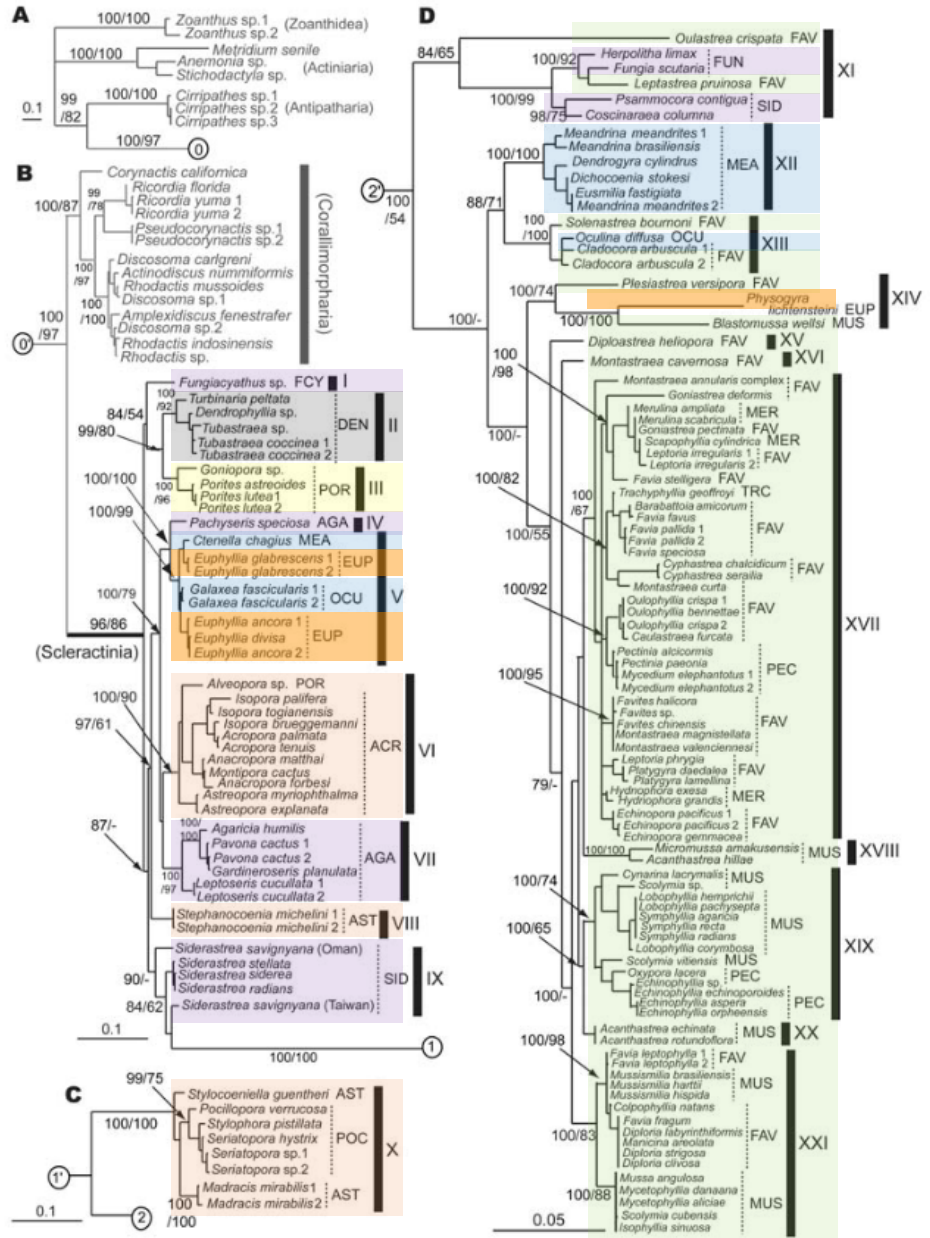 A
Zoanthus sp.1
Zoanthus sp.2
(Zoanthidea)
100/100
Metridium senile
Anemonia sp.
Stichodactyla sp.
(Actiniaria)
100/100
0.1
99
/82
100/100
Cirripathes sp.1
Cirripathes sp.2
Cirripathes sp.3
(Antipatharia)
100/97
0
B
Corynactis californica
Ricordia florida
Ricordia yuma 1
Ricordia yuma 2
Pseudocorynactis sp.1
Pseudocorynactis sp.2
Discosoma carlgreni
Actinodiscus nummiformis
Rhodactis mussoides
Discosoma sp.1
Amplexidiscus fenestrafer
Discosoma sp.2
Rhodactis indosinensis
Rhodactis sp.
(Corallimorpharia)
100/87
99
/78
100
/97
100
/100
100
/97
0'
Fungiacyathus sp. FCY I
84/54
100
/92
Turbinaria peltata
Dendrophyllia sp.
Tubastraea sp.
Tubastraea coccinea 1
Tubastraea coccinea 2
DEN II
99/80
100
/96
Goniopora sp.
Porites astreoides
Porites lutea1
Porites lutea 2
POR III
100/100
100/99
Pachyseris speciosa AGA IV
Ctenella chagius MEA
Euphyllia glabrescens 1
Euphyllia glabrescens 2
EUP
Galaxea fascicularis 1
Galaxea fascicularis 2
OCU V
100/79
Euphyllia ancora 1
Euphyllia divisa
Euphyllia ancora 2
EUP
96/86
(Scleractinia)
100/90
97/61
Alveopora sp. POR
Isopora palifera
Isopora togianensis
Isopora brueggemanni
Acropora palmata
Acropora tenuis
Anacropora matthai
Montipora cactus
Anacropora forbesi
Astreopora myriophthalma
Astreopora explanata
ACR VI
87/-
100/
100
100
/97
Agaricia humilis
Pavona cactus 1
Pavona cactus 2
Gardineroseris planulata
Leptoseris cucullata 1
Leptoseris cucullata 2
AGA VII
Stephanocoenia michelini 1
Stephanocoenia michelini 2
AST VIII
90/-
84/62
Siderastrea savignyana (Oman)
Siderastrea stellata
Siderastrea siderea
Siderastrea radians
Siderastrea savignyana (Taiwan)
SID IX
0.1
100/100
1
C
99/75
100/100
Stylocoeniella guentheri AST
Pocillopora verrucosa
Stylophora pistillata
Seriatopora hystrix
Seriatopora sp.1
Seriatopora sp.2
POC X
Madracis mirabilis1
Madracis mirabilis 2
AST
100
/100
1'
0.1
2
D
Oulastrea crispata FAV
84/65
100/92
Herpolitha limax
Fungia scutaria
FUN XI
Leptastrea pruinosa FAV
100/99
98/75
Psammocora contigua
Coscinaraea columna
SID
100/100
Meandrina meandrites 1
Meandrina brasiliensis
Dendrogyra cylindrus
Dichocoenia stokesi
Eusmilia fastigiata
Meandrina meandrites 2
MEA XII
2'
100
/54
88/71
100
/100
Solenastrea bournoni FAV
Oculina diffusa OCU
Cladocora arbuscula 1
Cladocora arbuscula 2
FAV XIII
100/74
Plesiastrea versipora FAV
Physogyra
lichtensteini EUP
100/100
Blastomussa wellsi MUS
XIV
100/-
100
/98
Diploastrea heliopora FAV XV
Montastraea cavernosa FAV XVI
Montastraea annularis complex
Goniastrea deformis
FAV
Merulina ampliata
Merulina scabricula
MER
Goniastrea pectinata FAV
Scapophyllia cylindrica MER
Leptoria irregularis 1
Leptoria irregularis 2
FAV
100/-
100/82
100
/67
Favia stelligera FAV
Trachyphyllia geoffroyi TRC
Barabattoia amicorum
Favia favus
Favia pallida 1
Favia pallida 2
Favia speciosa
FAV
100/55
Cyphastrea chalcidicum
Cyphastrea serailia
FAV
Montastraea curta
100/92
Oulophyllia crispa 1
Oulophyllia bennettae
Oulophyllia crispa 2
Caulastraea furcata
FAV
XVII
100/95
Pectinia alcicornis
Pectinia paeonia
Mycedium elephantotus 1
Mycedium elephantotus 2
PEC
Favites halicora
Favites sp.
Favites chinensis
Montastraea magnistellata
Montastraea valenciennesi
FAV
79/-
Leptoria phrygia
Platygyra daedalea
Platygyra lamellina
FAV
Hydnophora exesa
Hydnophora grandis
MER
Echinopora pacificus 1
Echinopora pacificus 2
Echinopora gemmacea
FAV
100/100
Micromussa amakusensis
Acanthastrea hillae
MUS XVIII
100/74
100/65
Cynarina lacrymalis
Scolymia sp.
MUS
Lobophyllia hemprichii
Lobophyllia pachysepta
Symphyllia agaricia
Symphyllia recta
Symphyllia radians
Lobophyllia corymbosa
MUS
XIX
Scolymia vitiensis MUS
Oxypora lacera
PEC
Echinophyllia sp.
Echinophyllia echinoporoides
Echinophyllia aspera
Echinophyllia orpheensis
PEC
100/-
Acanthastrea echinata
Acanthastrea rotundoflora
MUS XX
100/98
Favia leptophylla 1
Favia leptophylla 2
FAV
Mussismilia brasiliensis
Mussismilia harttii
Mussismilia hispida
MUS
100/83
Colpophyllia natans
Favia fragum
Diploria labyrinthiformis
Manicina areolata
Diploria strigosa
Diploria clivosa
FAV
XXI
100/88
Mussa angulosa
Mycetophyllia danaana
Mycetophyllia aliciae
Scolymia cubensis
Isophyllia sinuosa
MUS
0.05